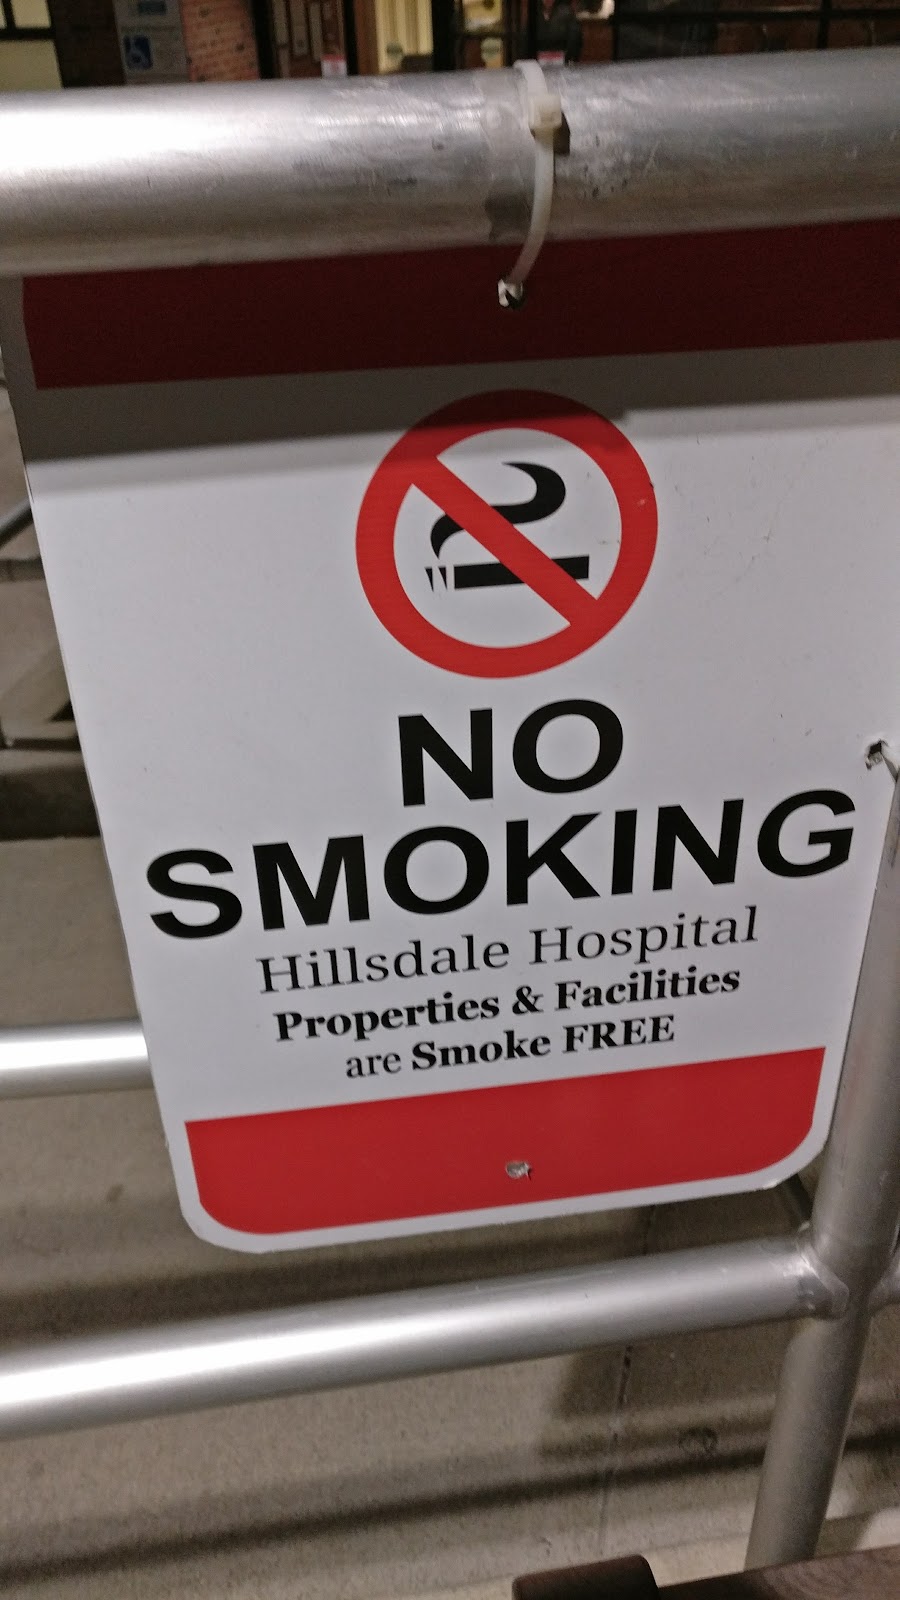 NO
SMOKING
Hillsdale Hospital
Properties & Facilities
are Smoke FREE